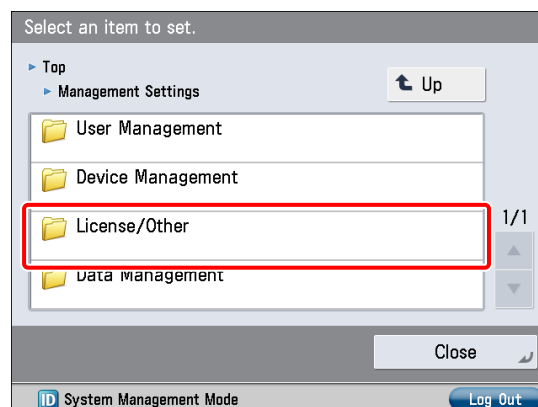 Select an item to set.
Top
Management Settings
Up
User Management
Device Management
License/Other
1/1
Data Management
Close
ID System Management Mode
Log Out